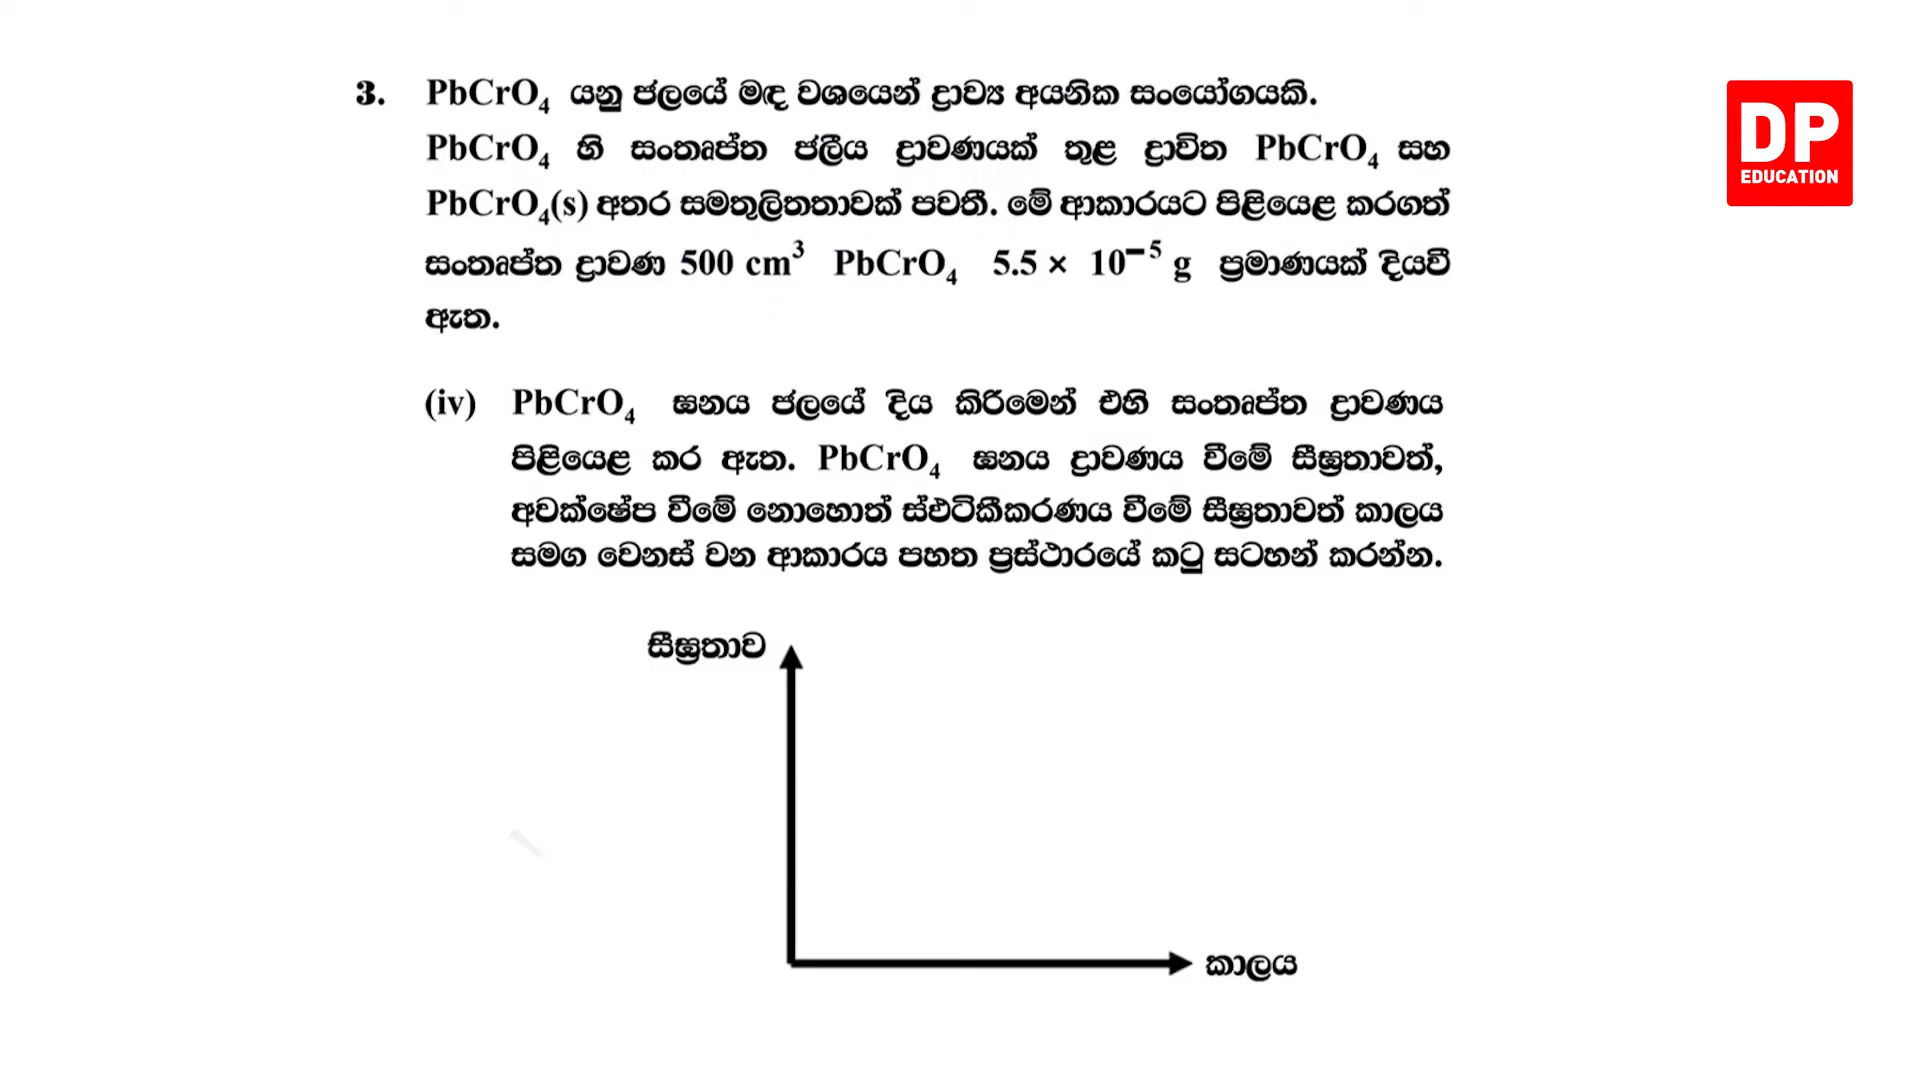 3. PbCrO₄ යනු ජලයේ මඳ වශයෙන් ද්‍රාව්‍ය අයනික සංයෝගයකි.
PbCrO₄ හි සංතෘප්ත ජලීය ද්‍රාවණයක් තුළ ද්‍රාවිත PbCrO₄ සහ
PbCrO₄(s) අතර සමතුලිතතාවක් පවතී. මේ ආකාරයට පිළියෙළ කරගත්
සංතෘප්ත ද්‍රාවණ 500 cm³ PbCrO₄ 5.5 × 10⁻⁵ g ප්‍රමාණයක් දියවී
ඇත.
(iv) PbCrO₄ ඝනය ජලයේ දිය කිරීමෙන් එහි සංතෘප්ත ද්‍රාවණය
පිළියෙළ කර ඇත. PbCrO₄ ඝනය ද්‍රාවණය වීමේ සීඝ්‍රතාවත්,
අවක්ෂේප වීමේ නොහොත් ස්ඵටිකීකරණය වීමේ සීඝ්‍රතාවත් කාලය
සමග වෙනස් වන ආකාරය පහත ප්‍රස්ථාරයේ කටු සටහන් කරන්න.
සීඝ්‍රතාව
කාලය
DP
EDUCATION